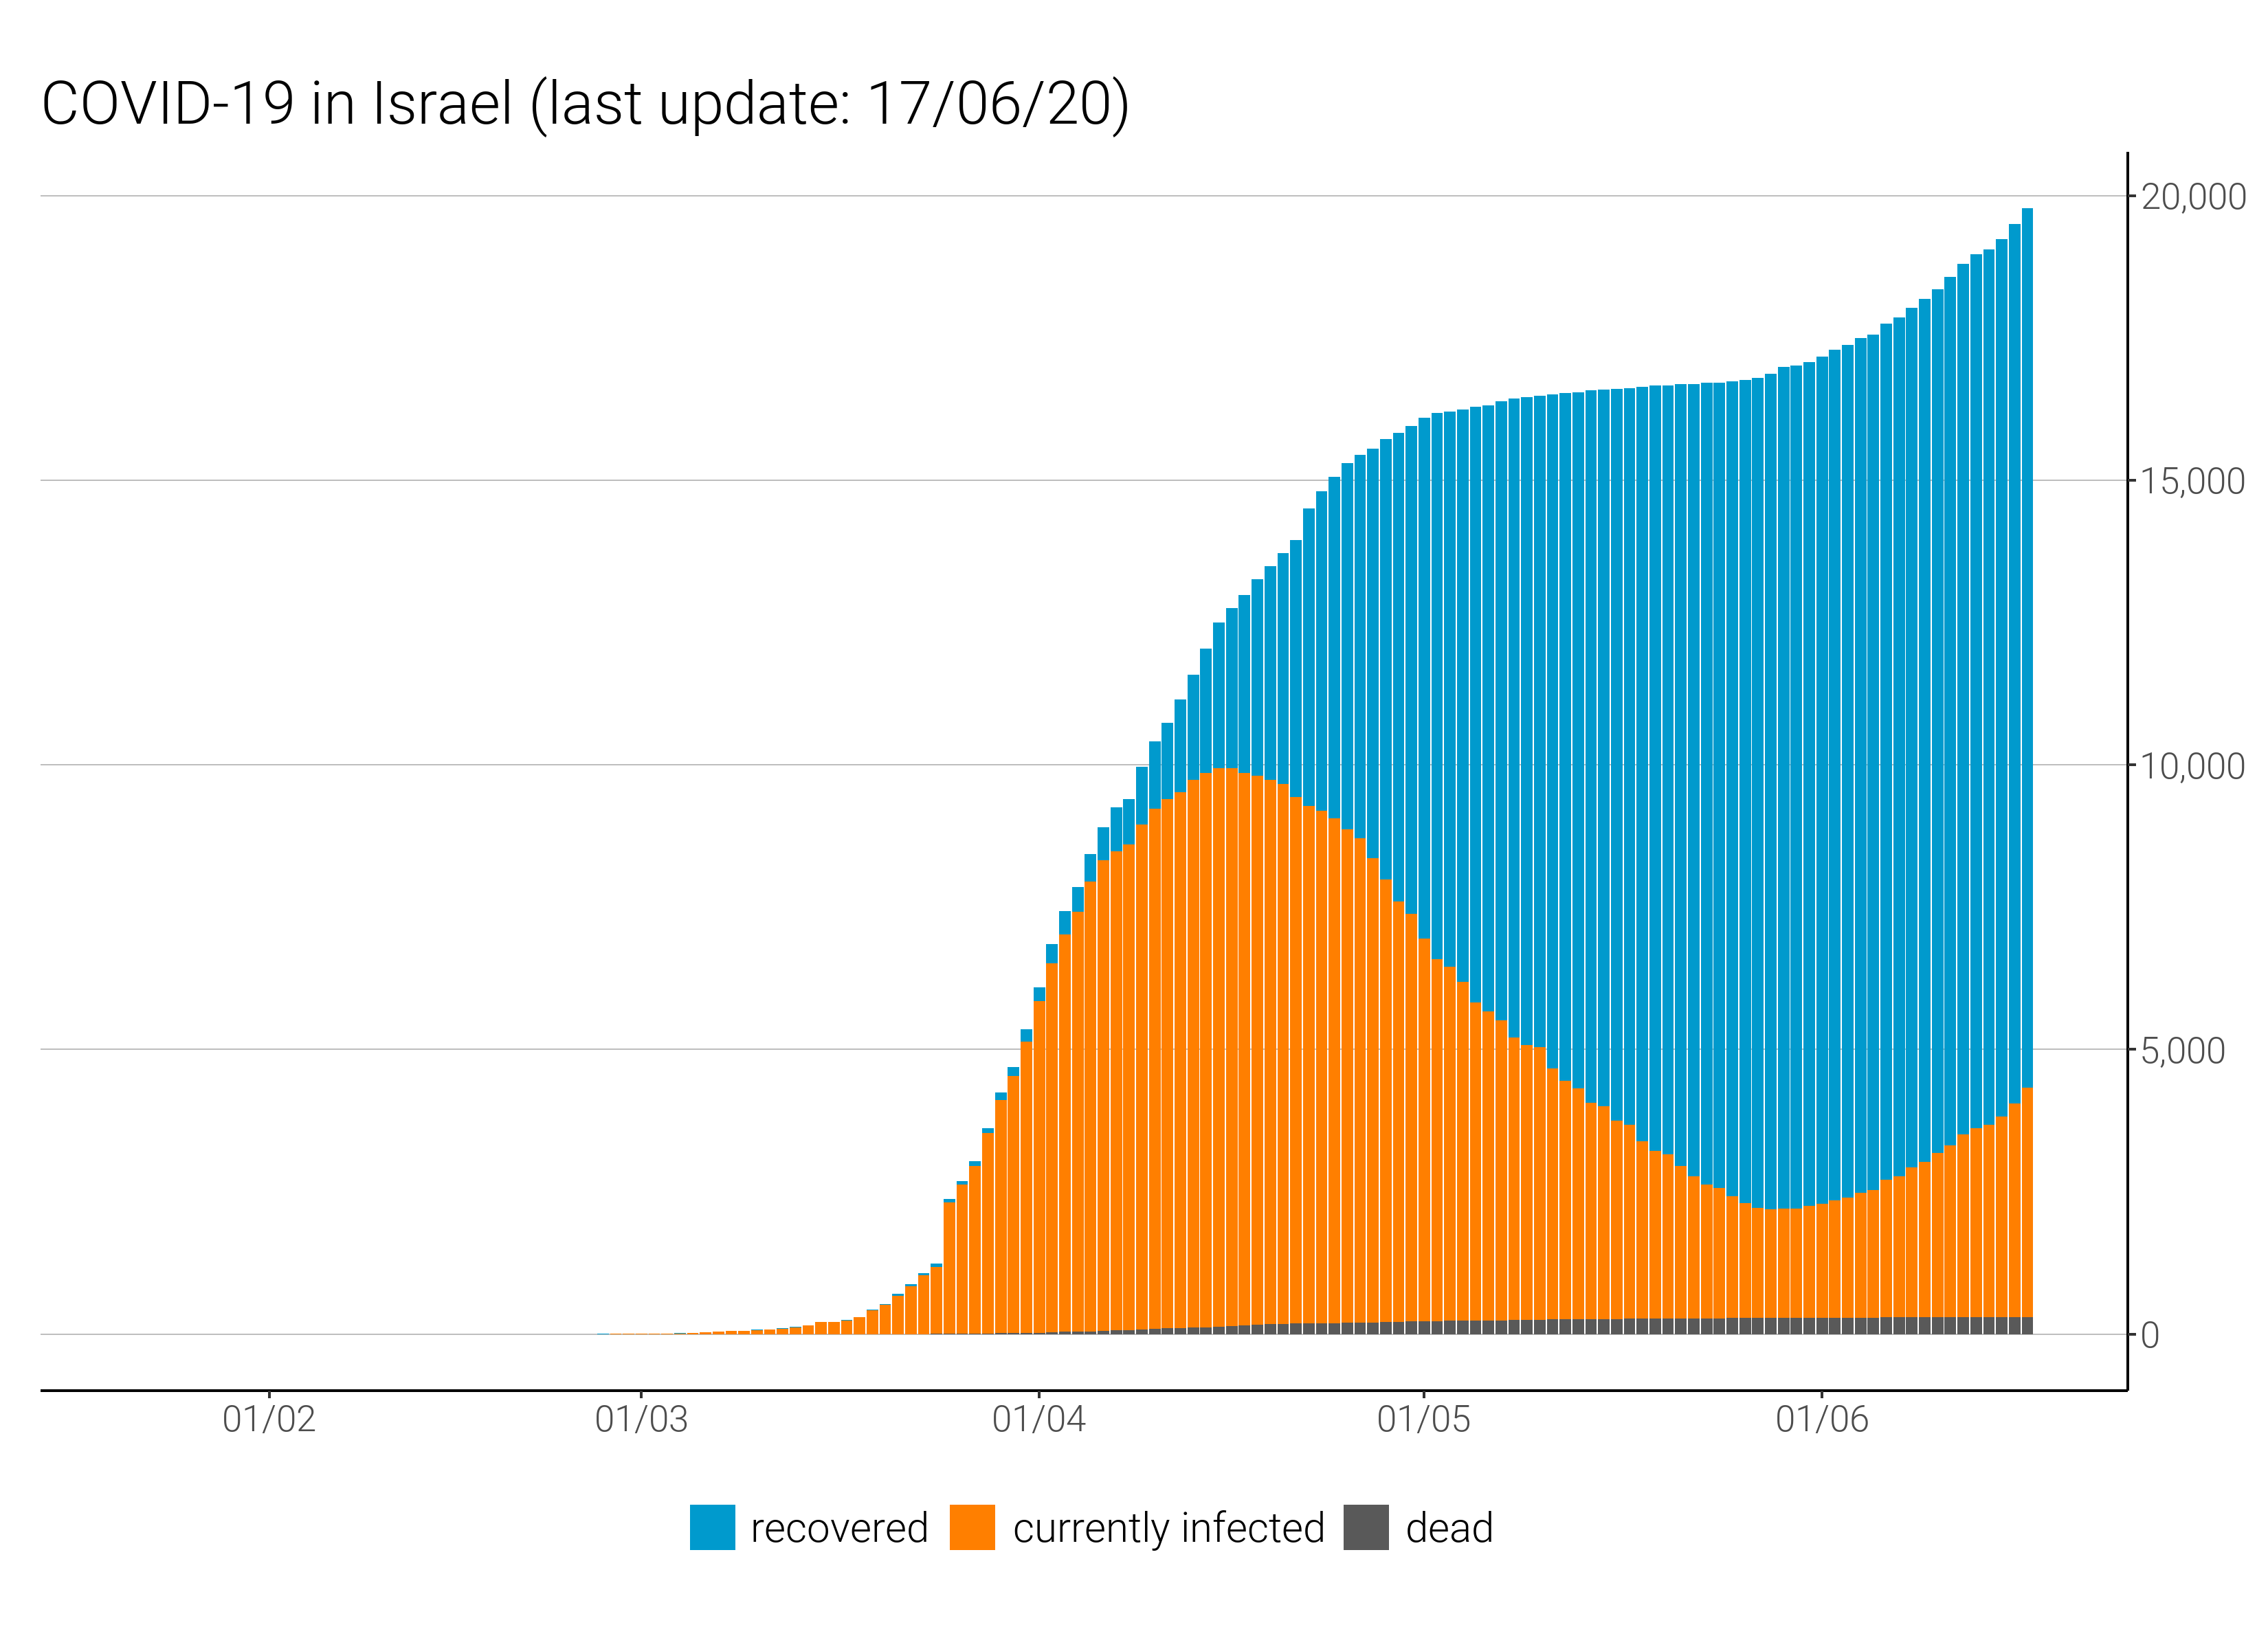 COVID-19 in Israel (last update: 17/06/20)
20,000
15,000
10,000
5,000
0
01/02 01/03 01/04 01/05 01/06
recovered currently infected dead